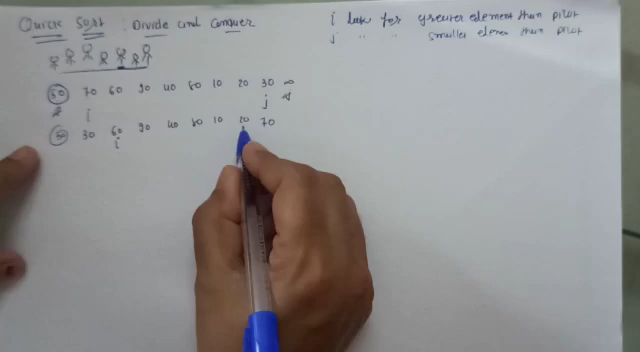 Quick Sort : Divide and Conquer
i look for greater element than pivot
j " " smaller elemen than pivot
50 70 60 90 40 80 10 20 30 ∞
i j
50 30 60 90 40 80 10 20 70
i